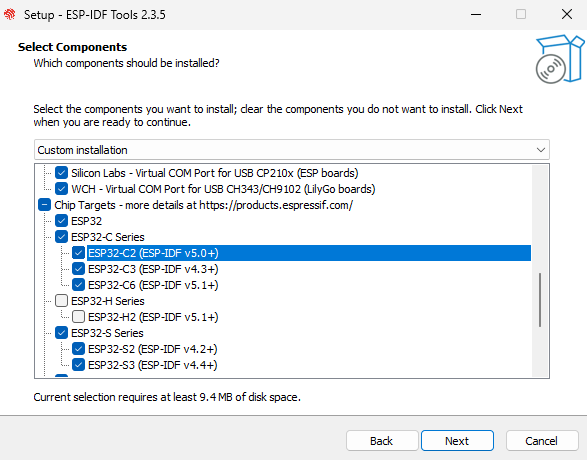 Setup - ESP-IDF Tools 2.3.5
Select Components
Which components should be installed?
Select the components you want to install; clear the components you do not want to install. Click Next
when you are ready to continue.
Custom installation
Silicon Labs - Virtual COM Port for USB CP210x (ESP boards)
WCH - Virtual COM Port for USB CH343/CH9102 (LilyGo boards)
Chip Targets - more details at https://products.espressif.com/
ESP32
ESP32-C Series
ESP32-C2 (ESP-IDF v5.0+)
ESP32-C3 (ESP-IDF v4.3+)
ESP32-C6 (ESP-IDF v5.1+)
ESP32-H Series
ESP32-H2 (ESP-IDF v5.1+)
ESP32-S Series
ESP32-S2 (ESP-IDF v4.2+)
ESP32-S3 (ESP-IDF v4.4+)
Current selection requires at least 9.4 MB of disk space.
Back
Next
Cancel